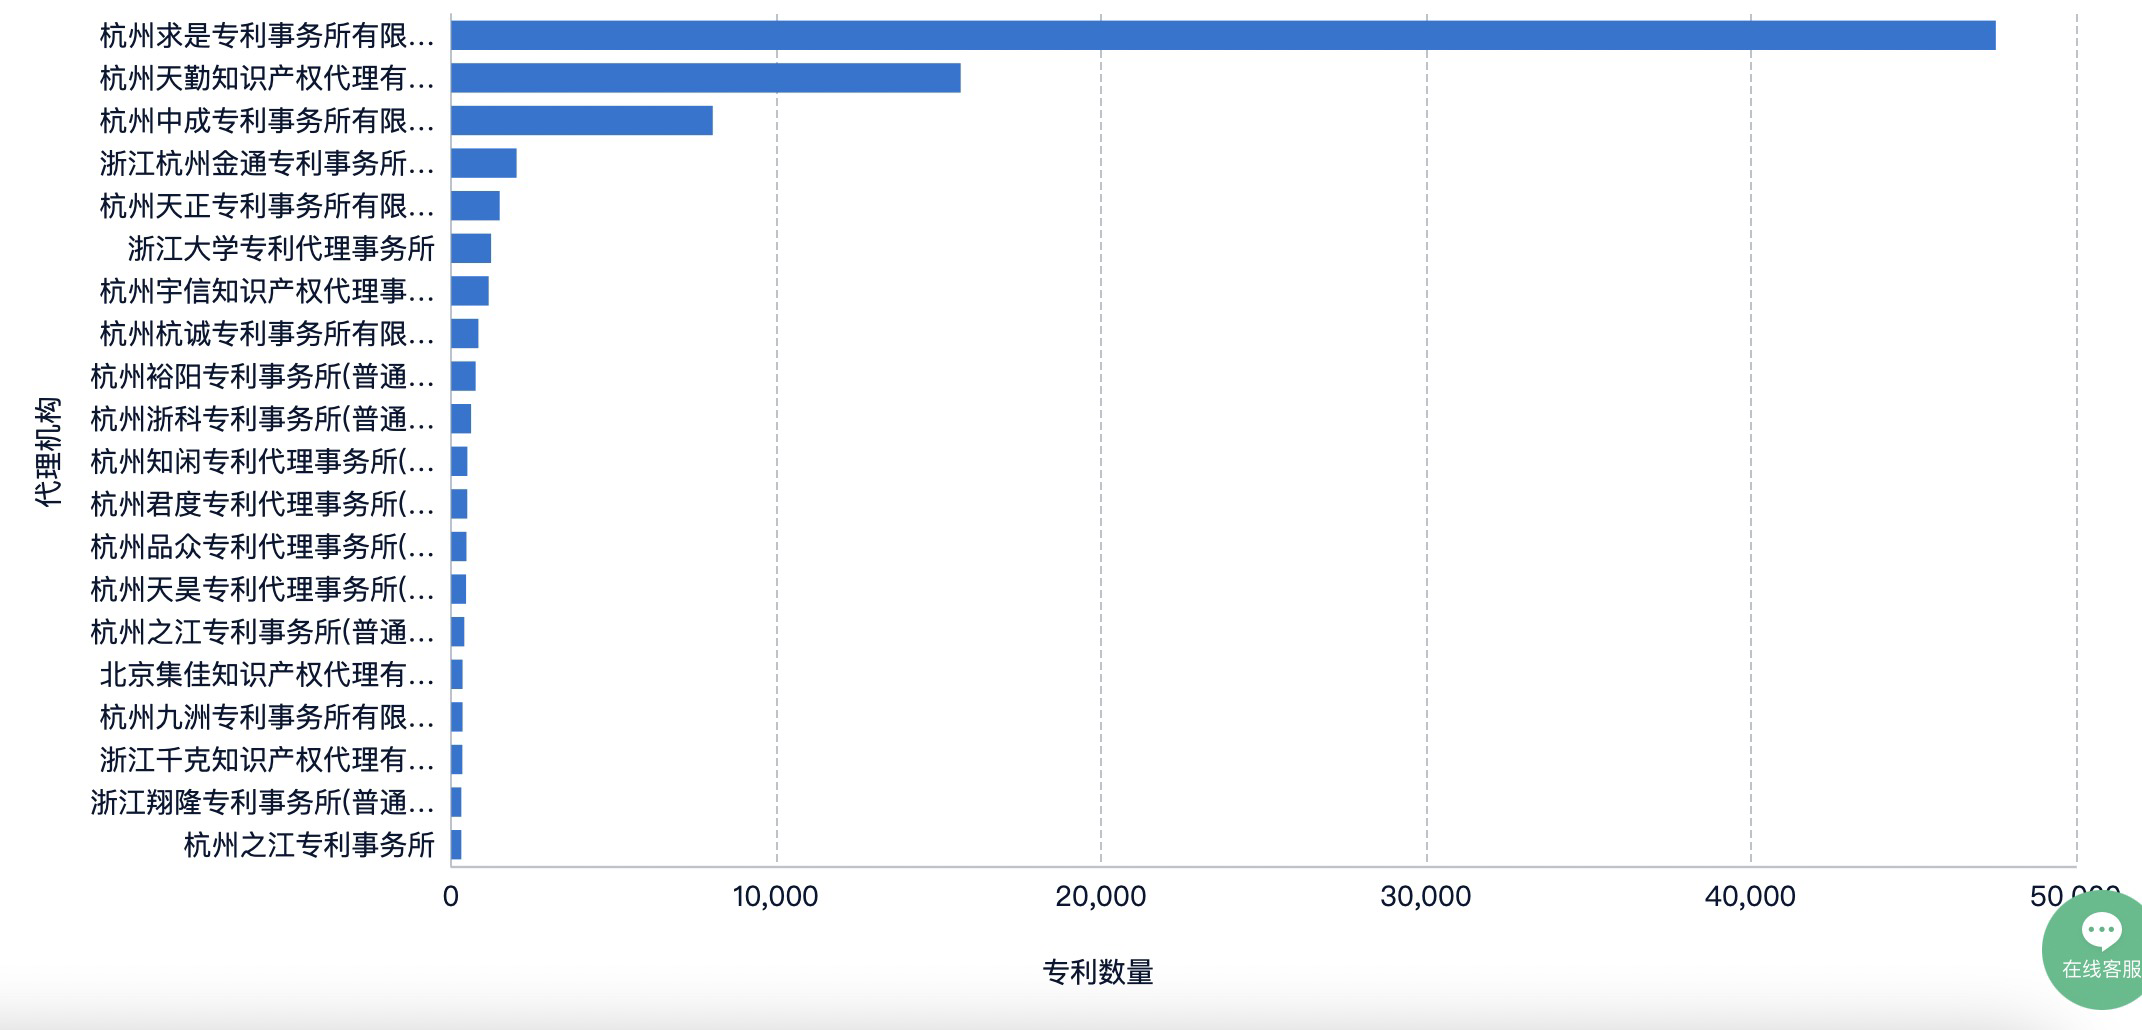 杭州求是专利事务所有限...
杭州天勤知识产权代理有...
杭州中成专利事务所有限...
浙江杭州金通专利事务所...
杭州天正专利事务所有限...
浙江大学专利代理事务所
杭州宇信知识产权代理事...
杭州杭诚专利事务所有限...
杭州裕阳专利事务所(普通...
杭州浙科专利事务所(普通...
杭州知闲专利代理事务所(...
杭州君度专利代理事务所(...
杭州品众专利代理事务所(...
杭州天昊专利代理事务所(...
杭州之江专利事务所(普通...
北京集佳知识产权代理有...
杭州九洲专利事务所有限...
浙江千克知识产权代理有...
浙江翔隆专利事务所(普通...
杭州之江专利事务所
代理机构
0 10,000 20,000 30,000 40,000 50,000
专利数量
在线客服